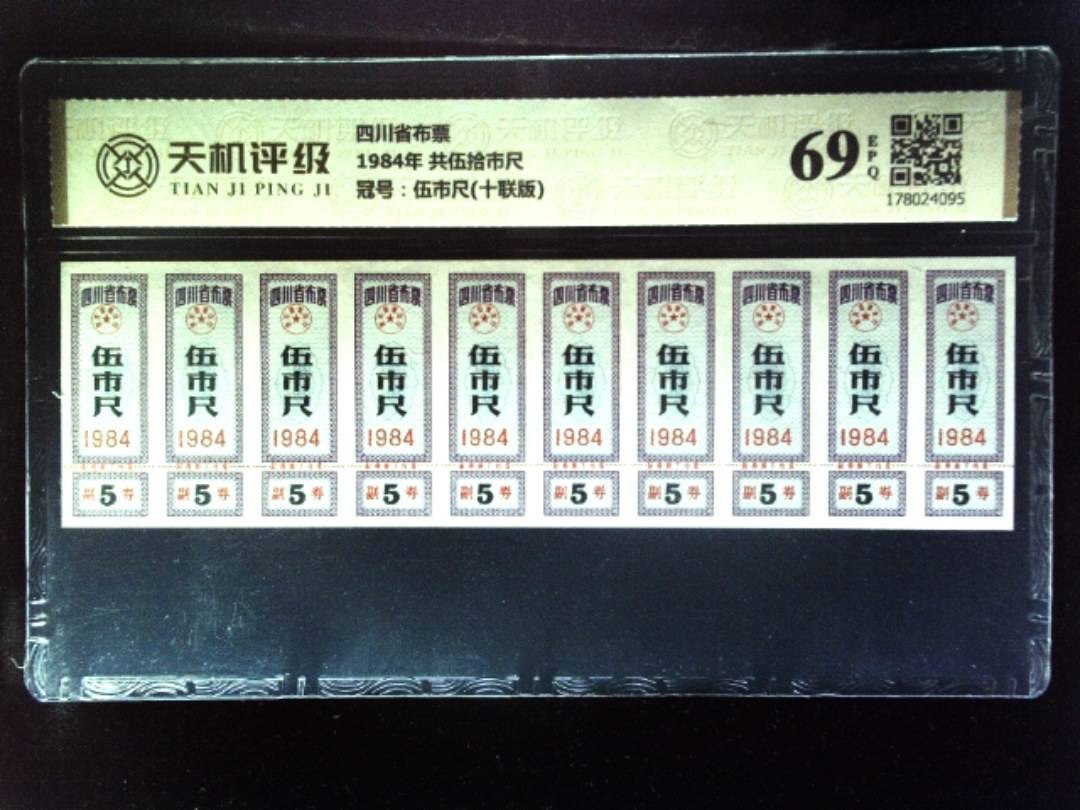 天机评级
TIAN JI PING JI
四川省布票
1984年 共伍拾市尺
冠号：伍市尺(十联版)
69
EPQ
178024095
四川省布票 四川省布票 四川省布票 四川省布票 四川省布票 四川省布票 四川省布票 四川省布票 四川省布票 四川省布票
伍市尺 伍市尺 伍市尺 伍市尺 伍市尺 伍市尺 伍市尺 伍市尺 伍市尺 伍市尺
1984 1984 1984 1984 1984 1984 1984 1984 1984 1984
副5券 副5券 副5券 副5券 副5券 副5券 副5券 副5券 副5券 副5券